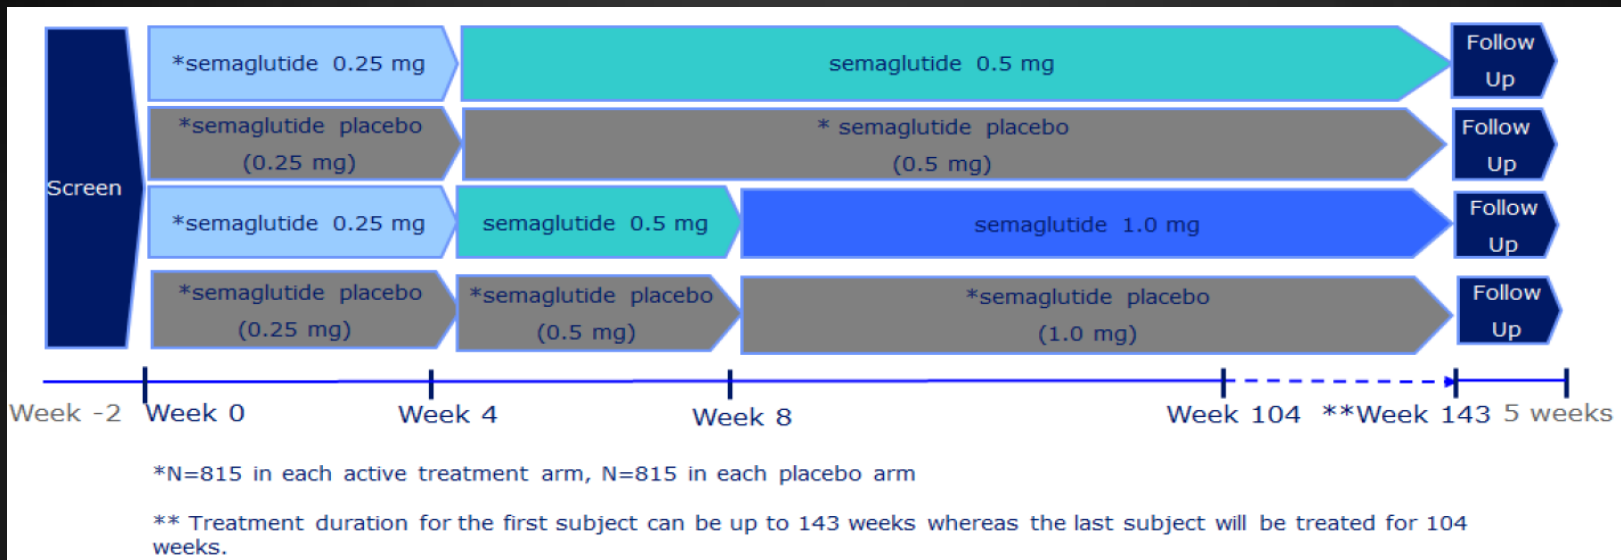 Screen
*semaglutide 0.25 mg
semaglutide 0.5 mg
Follow
Up
*semaglutide placebo
(0.25 mg)
* semaglutide placebo
(0.5 mg)
Follow
Up
*semaglutide 0.25 mg
semaglutide 0.5 mg
semaglutide 1.0 mg
Follow
Up
*semaglutide placebo
(0.25 mg)
*semaglutide placebo
(0.5 mg)
*semaglutide placebo
(1.0 mg)
Follow
Up
Week -2
Week 0
Week 4
Week 8
Week 104
**Week 143
5 weeks
*N=815 in each active treatment arm, N=815 in each placebo arm
** Treatment duration for the first subject can be up to 143 weeks whereas the last subject will be treated for 104
weeks.